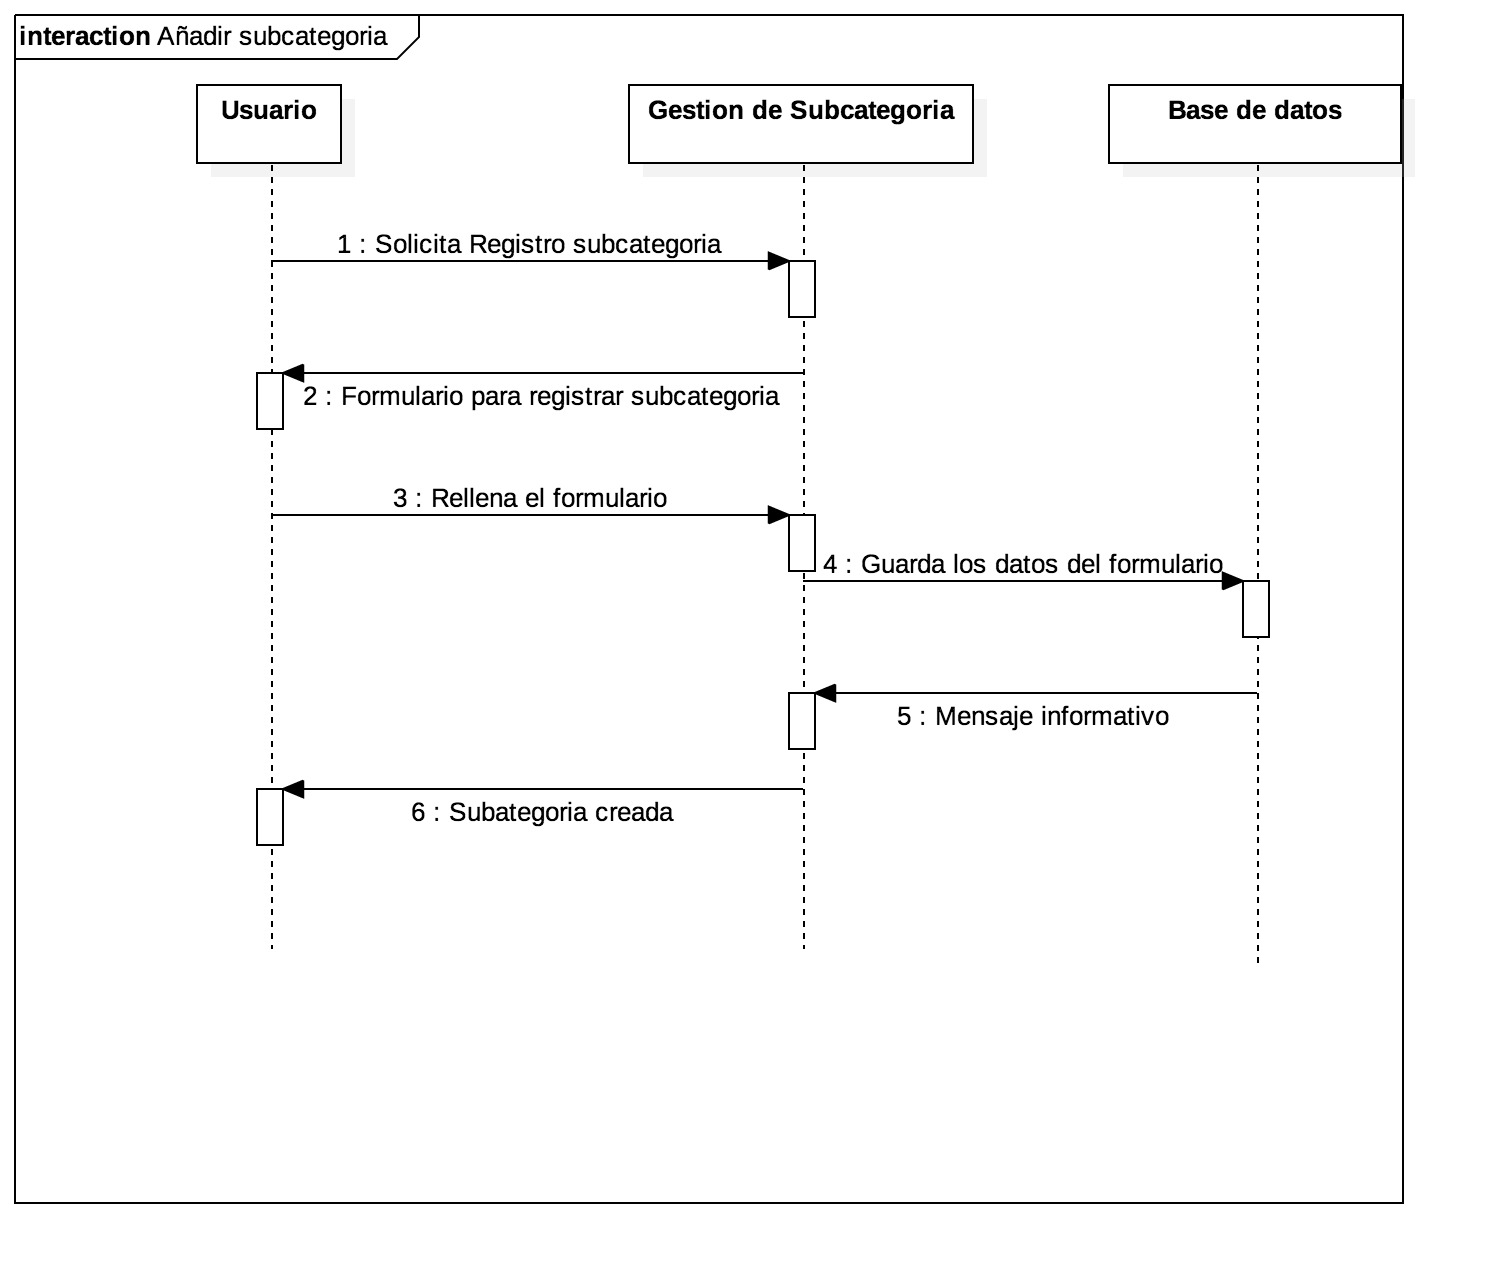 interaction Añadir subcategoria
Usuario
Gestion de Subcategoria
Base de datos
1 : Solicita Registro subcategoria
2 : Formulario para registrar subcategoria
3 : Rellena el formulario
4 : Guarda los datos del formulario
5 : Mensaje informativo
6 : Subategoria creada